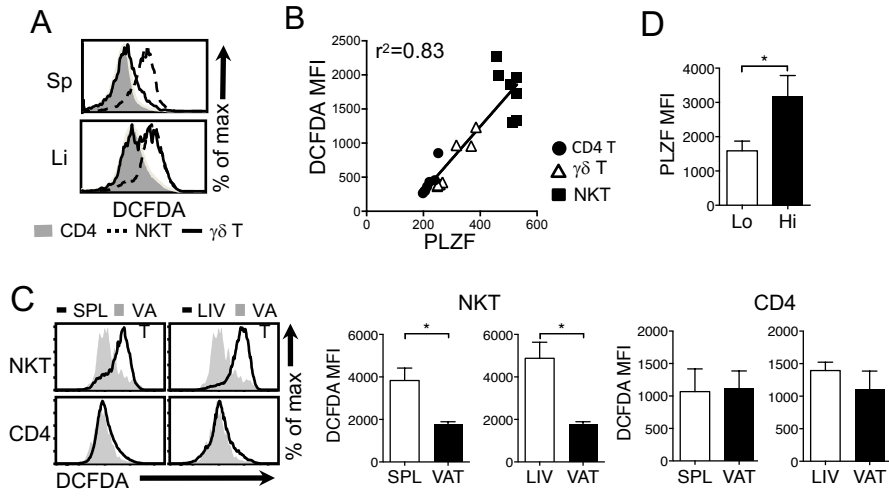 A
Sp
Li
% of max
DCFDA
CD4 NKT γδ T
B
r²=0.83
DCFDA MFI
2500
2000
1500
1000
500
0
0 200 400 600
PLZF
CD4 T
γδ T
NKT
D
*
PLZF MFI
4000
3000
2000
1000
0
Lo Hi
C
SPL VA LIV VA
T T
NKT
CD4
% of max
DCFDA
NKT
DCFDA MFI
6000
4000
2000
0
*
SPL VAT
6000
4000
2000
0
*
LIV VAT
CD4
DCFDA MFI
2000
1500
1000
500
0
SPL VAT
2000
1500
1000
500
0
LIV VAT